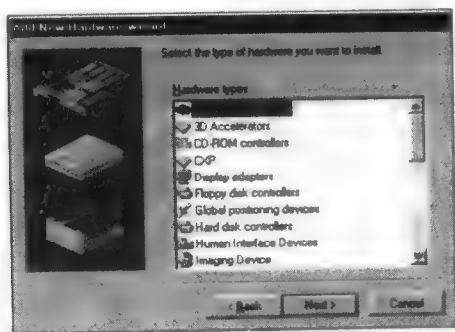 Add New Hardware Wizard
Select the type of hardware you want to install.
Hardware types
3D Accelerators
CD-ROM controllers
Display adapters
Floppy disk controllers
Global positioning devices
Hard disk controllers
Human Interface Devices
Imaging Device
< Back
Next >
Cancel